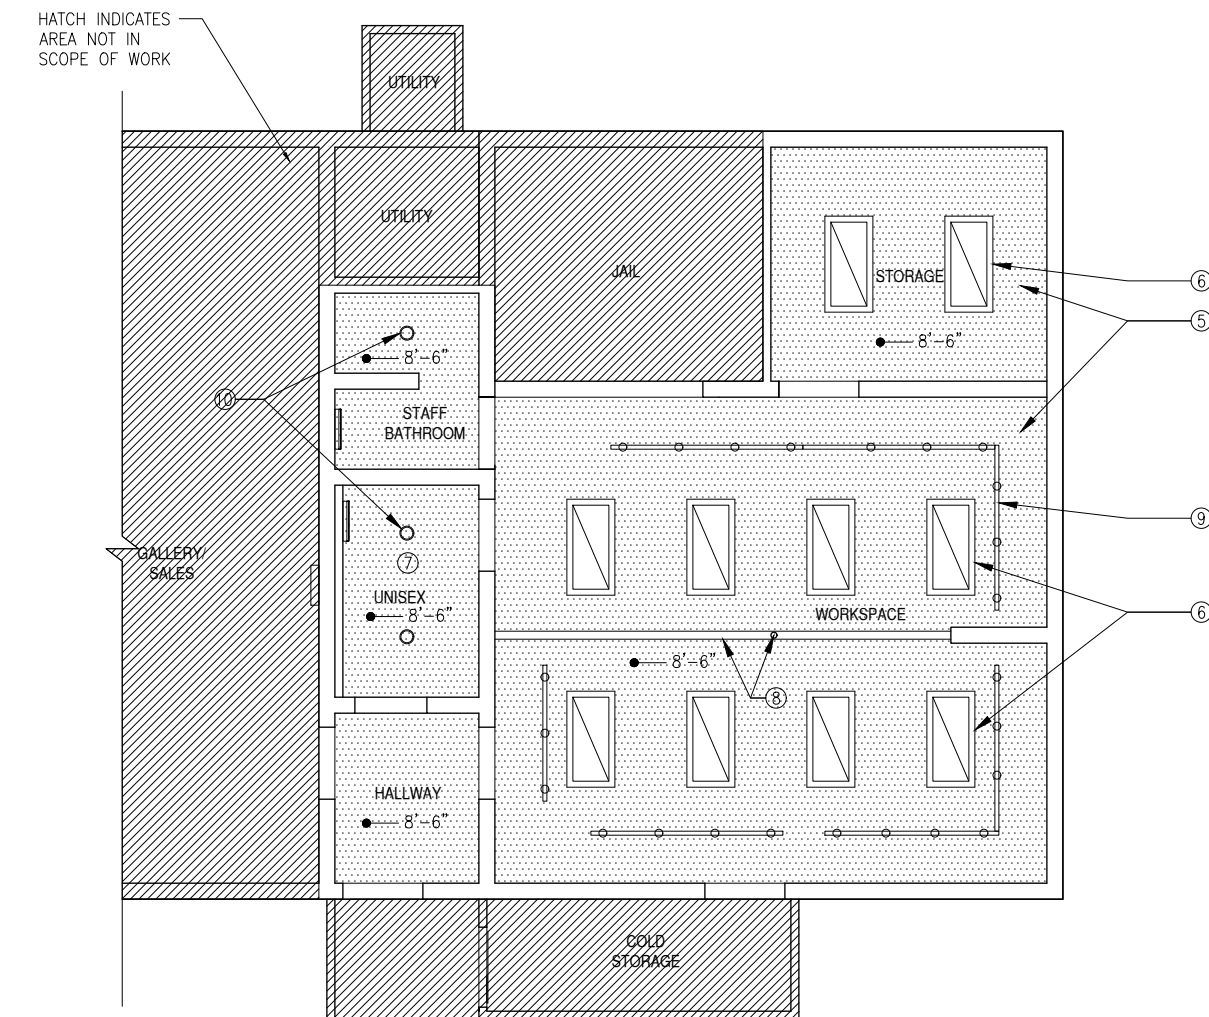 HATCH INDICATES
AREA NOT IN
SCOPE OF WORK
UTILITY
UTILITY
JAIL
STORAGE
6
5
8'-6"
8'-6"
10
STAFF
BATHROOM
9
GALLERY/
SALES
7
UNISEX
8'-6"
WORKSPACE
6
8'-6"
8
HALLWAY
8'-6"
COLD
STORAGE